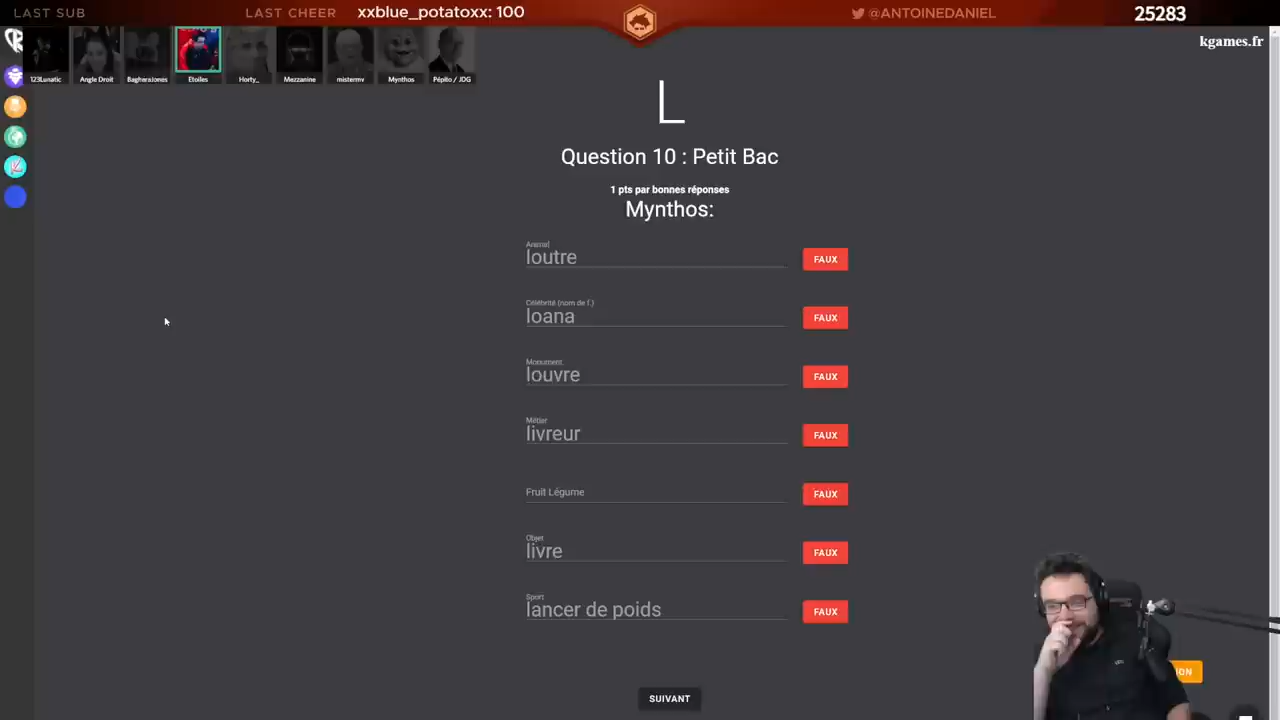 LAST SUB
LAST CHEER
xxblue_potatoxx: 100
@ANTOINEDANIEL
25283
kgames.fr
123Lunatic
Angle Droit
BagheraJones
Etoiles
Horty_
Mezzanine
mistermv
Mynthos
Pépito / JDG
L
Question 10 : Petit Bac
1 pts par bonnes réponses
Mynthos:
Animal
loutre
FAUX
Célébrité (nom de f.)
loana
FAUX
Monument
louvre
FAUX
Métier
livreur
FAUX
Fruit Légume
FAUX
Objet
livre
FAUX
Sport
lancer de poids
FAUX
SUIVANT